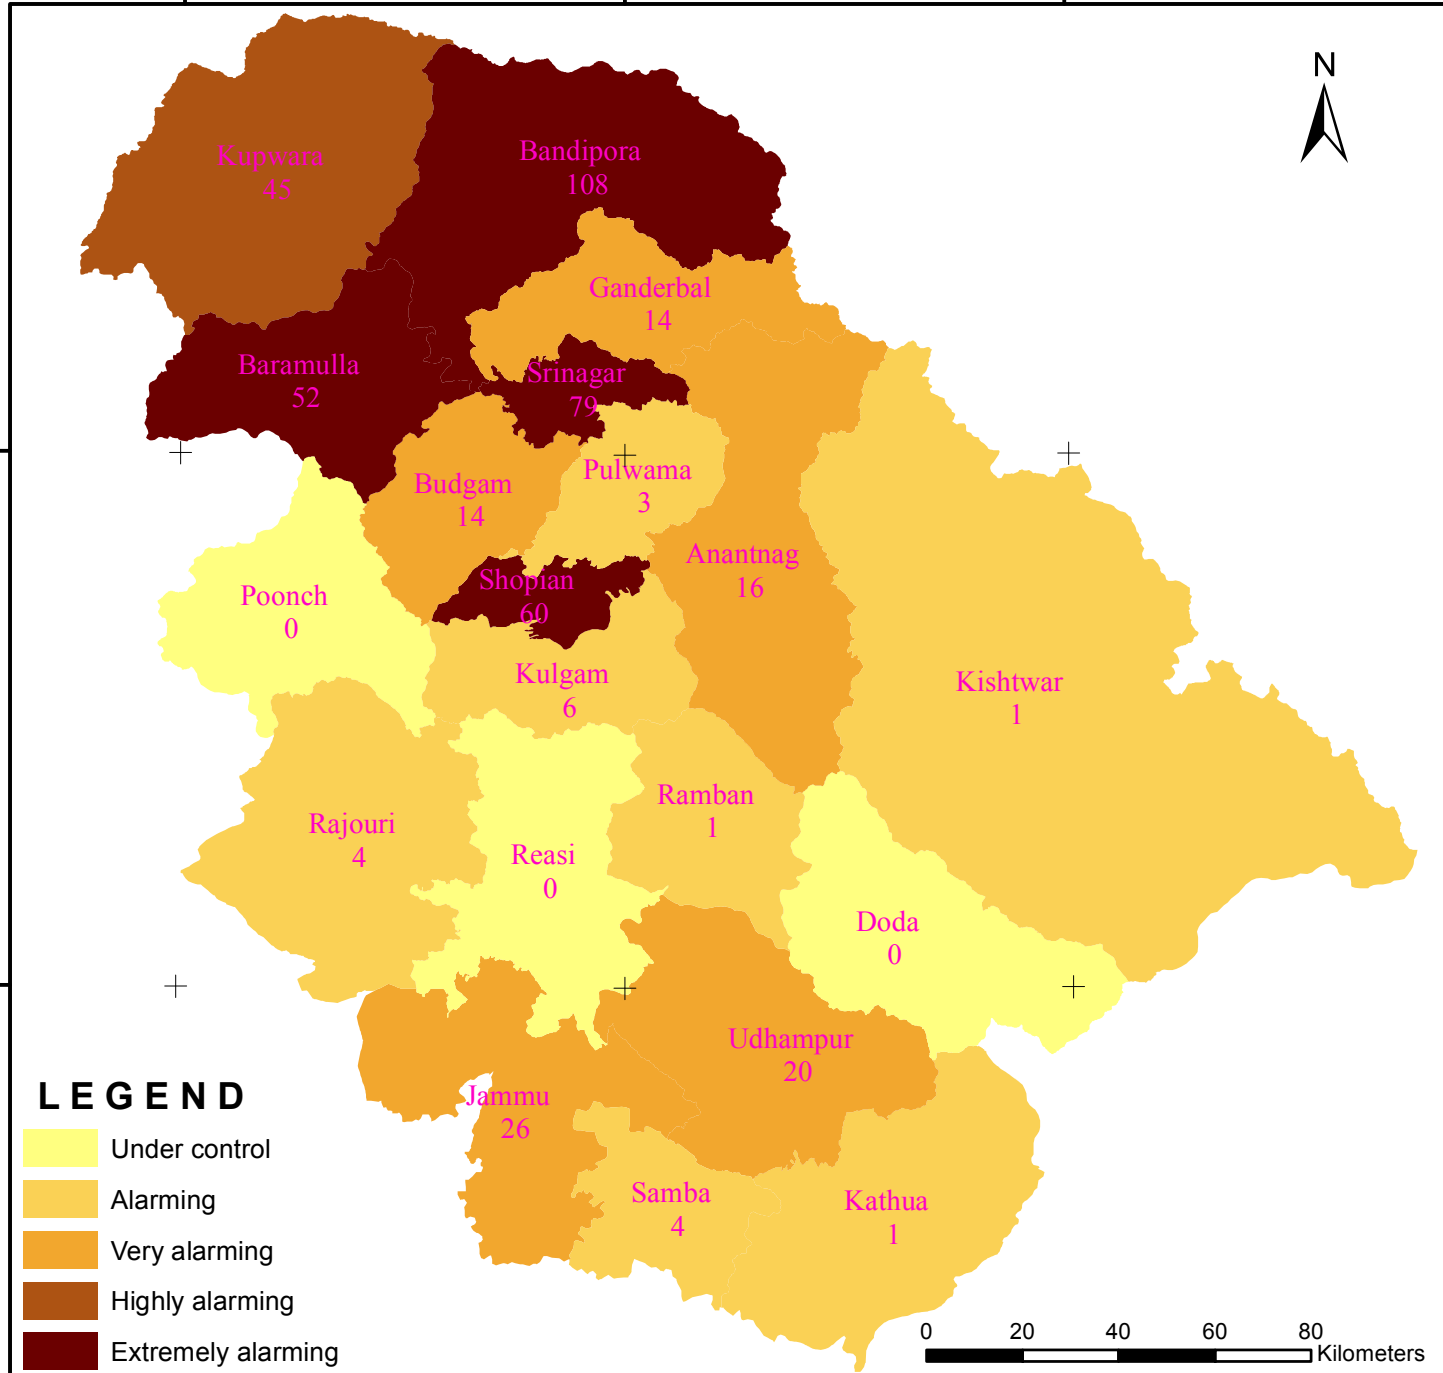 N
Kupwara
45
Bandipora
108
Ganderbal
14
Baramulla
52
Srinagar
79
Budgam
14
Pulwama
3
Anantnag
16
Shopian
60
Poonch
0
Kulgam
6
Kishtwar
1
Rajouri
4
Ramban
1
Reasi
0
Doda
0
Udhampur
20
Jammu
26
Samba
4
Kathua
1
LEGEND
Under control
Alarming
Very alarming
Highly alarming
Extremely alarming
0 20 40 60 80
Kilometers